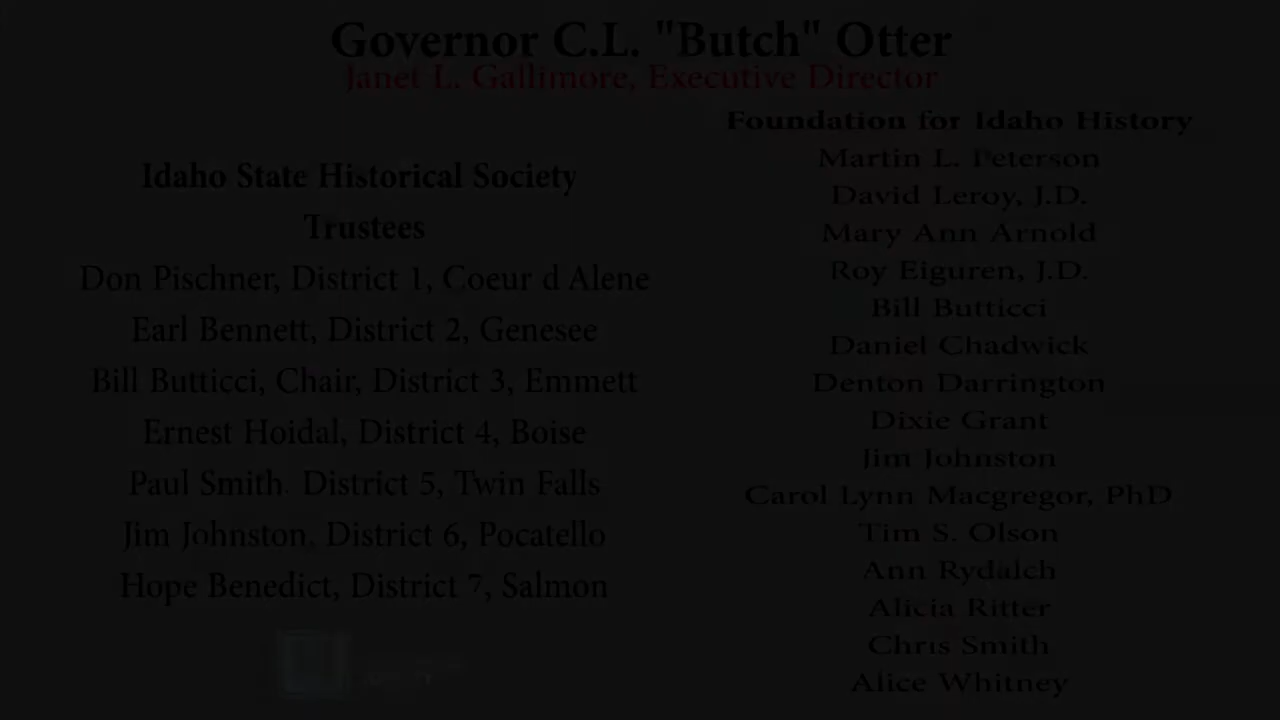 Governor C.L. "Butch" Otter
Janet L. Gallimore, Executive Director
Idaho State Historical Society
Trustees
Don Pischner, District 1, Coeur d Alene
Earl Bennett, District 2, Genesee
Bill Butticci, Chair, District 3, Emmett
Ernest Hoidal, District 4, Boise
Paul Smith. District 5, Twin Falls
Jim Johnston, District 6, Pocatello
Hope Benedict, District 7, Salmon
Foundation for Idaho History
Martin L. Peterson
David Leroy, J.D.
Mary Ann Arnold
Roy Eiguren, J.D.
Bill Butticci
Daniel Chadwick
Denton Darrington
Dixie Grant
Jim Johnston
Carol Lynn Macgregor, PhD
Tim S. Olson
Ann Rydalch
Alicia Ritter
Chris Smith
Alice Whitney